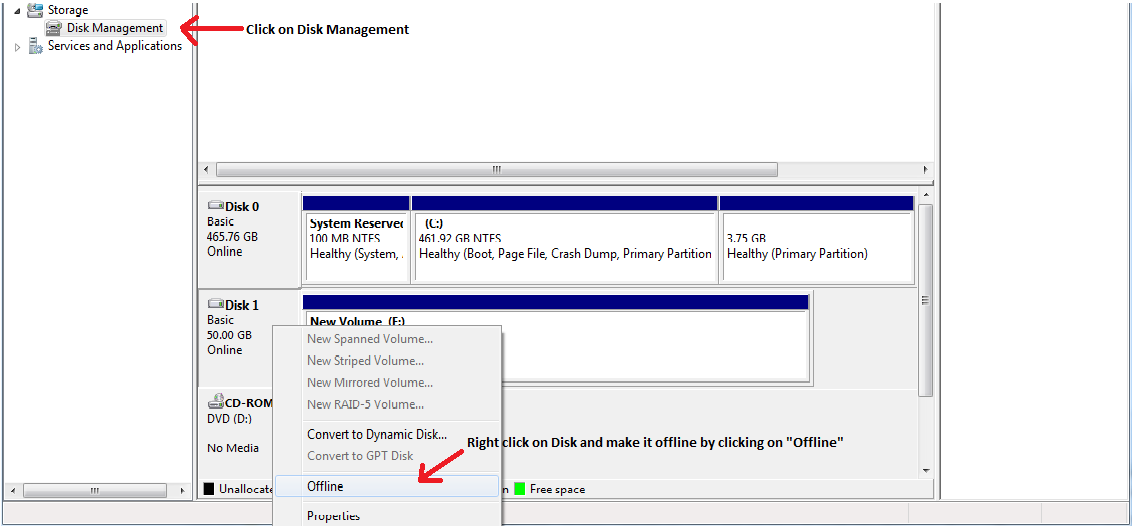 Storage
Disk Management
Click on Disk Management
Services and Applications
Disk 0
Basic
465.76 GB
Online
System Reserved
100 MB NTFS
Healthy (System, 
(C:)
461.92 GB NTFS
Healthy (Boot, Page File, Crash Dump, Primary Partition
3.75 GB
Healthy (Primary Partition)
Disk 1
Basic
50.00 GB
Online
New Volume (E:)
New Spanned Volume...
New Striped Volume...
New Mirrored Volume...
New RAID-5 Volume...
Convert to Dynamic Disk...
Convert to GPT Disk
Offline
Properties
CD-ROM
DVD (D:)
No Media
Right click on Disk and make it offline by clicking on "Offline"
Unallocate
n
Free space